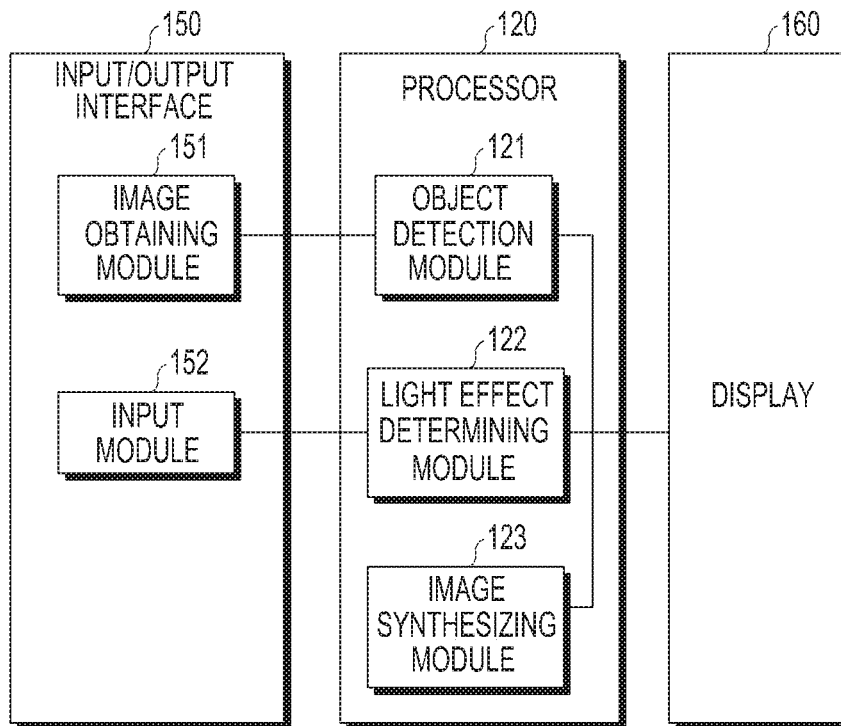 150
INPUT/OUTPUT
INTERFACE
151
IMAGE
OBTAINING
MODULE
152
INPUT
MODULE
120
PROCESSOR
121
OBJECT
DETECTION
MODULE
122
LIGHT EFFECT
DETERMINING
MODULE
123
IMAGE
SYNTHESIZING
MODULE
160
DISPLAY